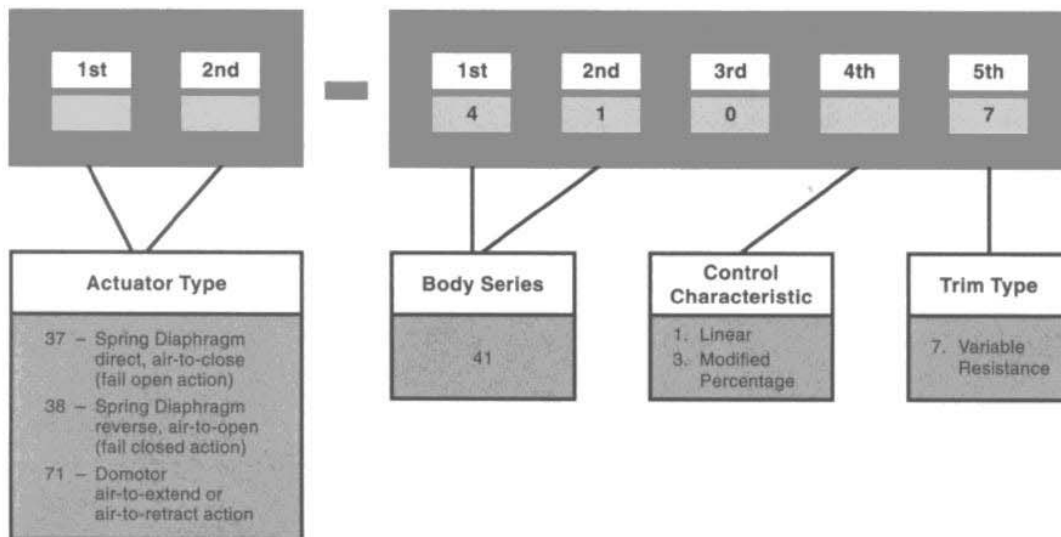 1st 2nd - 1st 2nd 3rd 4th 5th
4 1 0 7
Actuator Type
37 – Spring Diaphragm
direct, air-to-close
(fail open action)
38 – Spring Diaphragm
reverse, air-to-open
(fail closed action)
71 – Domotor
air-to-extend or
air-to-retract action
Body Series
41
Control
Characteristic
1. Linear
3. Modified
Percentage
Trim Type
7. Variable
Resistance